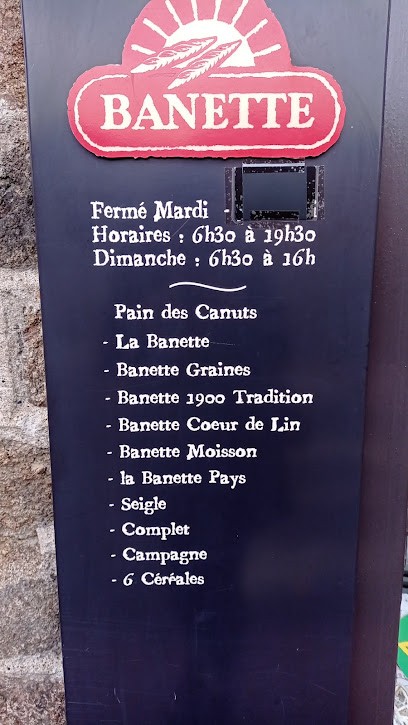 BANETTE
Fermé Mardi -
Horaires : 6h30 à 19h30
Dimanche : 6h30 à 16h
Pain des Canuts
- La Banette
- Banette Graines
- Banette 1900 Tradition
- Banette Coeur de Lin
- Banette Moisson
- la Banette Pays
- Seigle
- Complet
- Campagne
- 6 Céréales